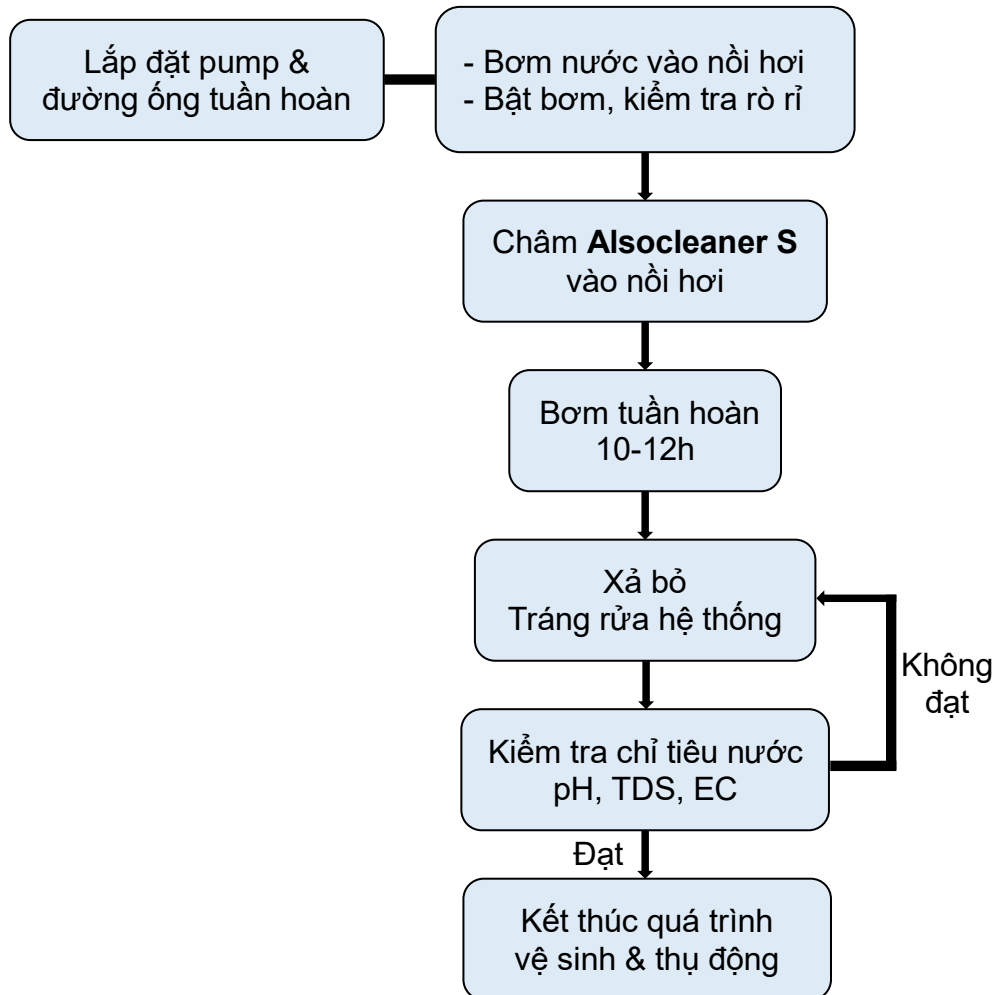 Lắp đặt pump &
đường ống tuần hoàn
- Bơm nước vào nồi hơi
- Bật bơm, kiểm tra rò rỉ
Châm Alsocleaner S
vào nồi hơi
Bơm tuần hoàn
10-12h
Xả bỏ
Tráng rửa hệ thống
Không
đạt
Kiểm tra chỉ tiêu nước
pH, TDS, EC
Đạt
Kết thúc quá trình
vệ sinh & thụ động